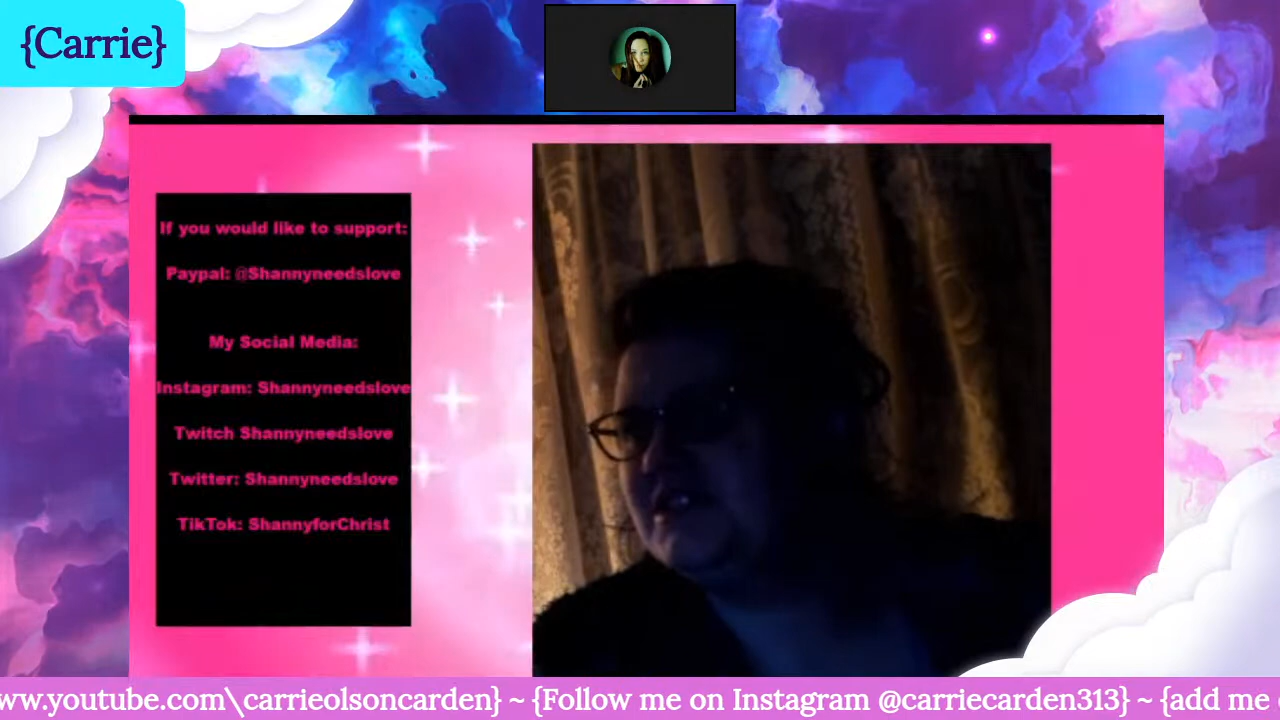 {Carrie}
If you would like to support:
Paypal: @Shannyneedslove
My Social Media:
Instagram: Shannyneedslove
Twitch Shannyneedslove
Twitter: Shannyneedslove
TikTok: ShannyforChrist
ww.youtube.com\carrieolsoncarden} ~ {Follow me on Instagram @carriecarden313} ~ {add me